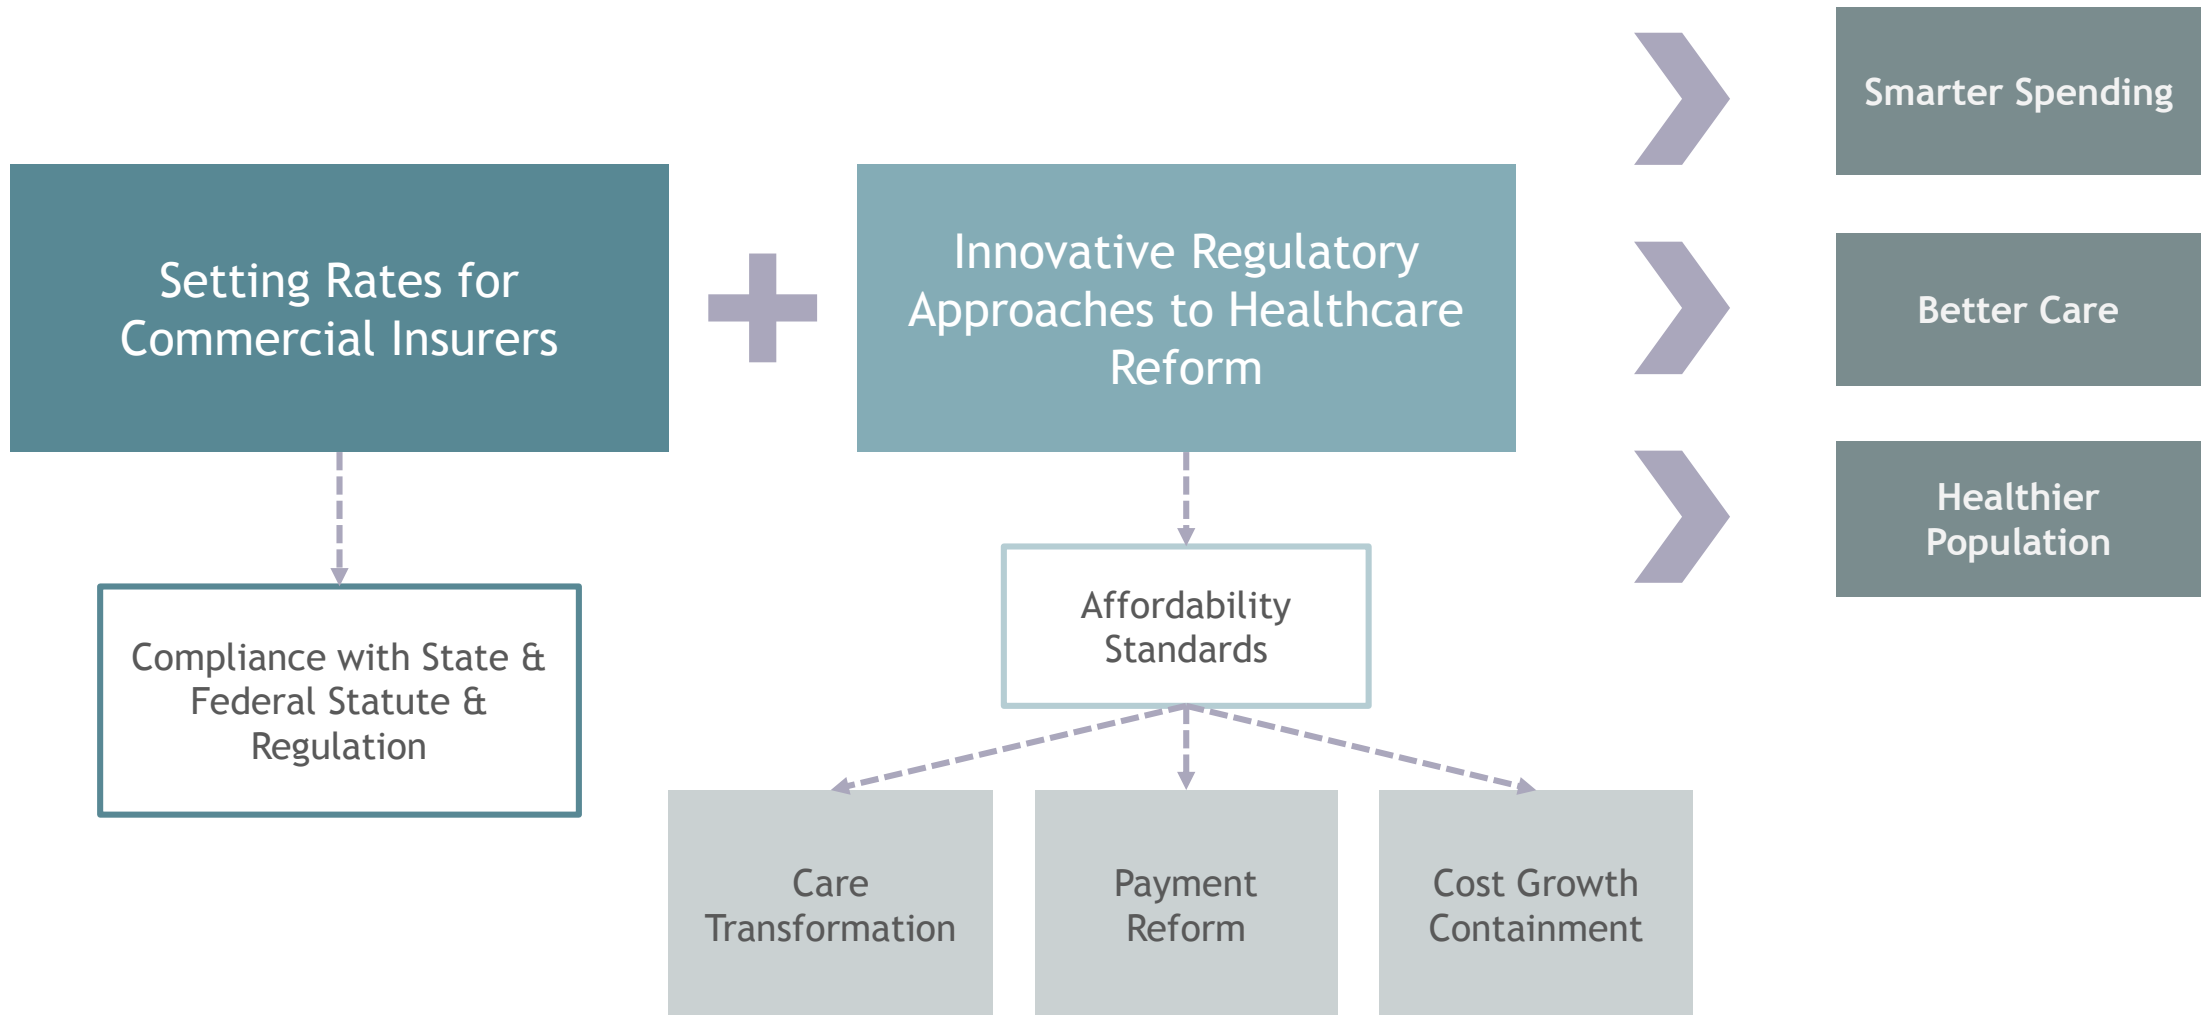 Setting Rates for
Commercial Insurers
Innovative Regulatory
Approaches to Healthcare
Reform
Smarter Spending
Better Care
Healthier
Population
Compliance with State &
Federal Statute &
Regulation
Affordability
Standards
Care
Transformation
Payment
Reform
Cost Growth
Containment